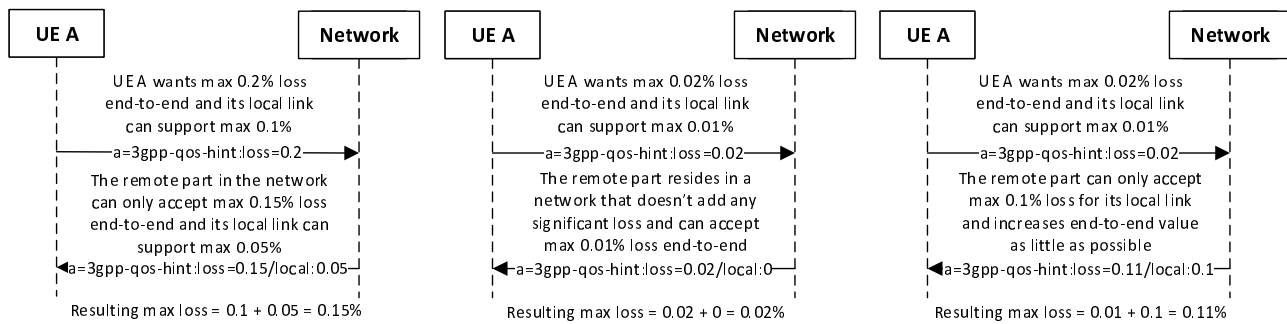 UE A
Network
UE A wants max 0.2% loss
end-to-end and its local link
can support max 0.1%
a=3gpp-qos-hint:loss=0.2
The remote part in the network
can only accept max 0.15% loss
end-to-end and its local link can
support max 0.05%
a=3gpp-qos-hint:loss=0.15/local:0.05
Resulting max loss = 0.1 + 0.05 = 0.15%
UE A
Network
UE A wants max 0.02% loss
end-to-end and its local link
can support max 0.01%
a=3gpp-qos-hint:loss=0.02
The remote part resides in a
network that doesn't add any
significant loss and can accept
max 0.01% loss end-to-end
a=3gpp-qos-hint:loss=0.02/local:0
Resulting max loss = 0.02 + 0 = 0.02%
UE A
Network
UE A wants max 0.02% loss
end-to-end and its local link
can support max 0.01%
a=3gpp-qos-hint:loss=0.02
The remote part can only accept
max 0.1% loss for its local link
and increases end-to-end value
as little as possible
a=3gpp-qos-hint:loss=0.11/local:0.1
Resulting max loss = 0.01 + 0.1 = 0.11%